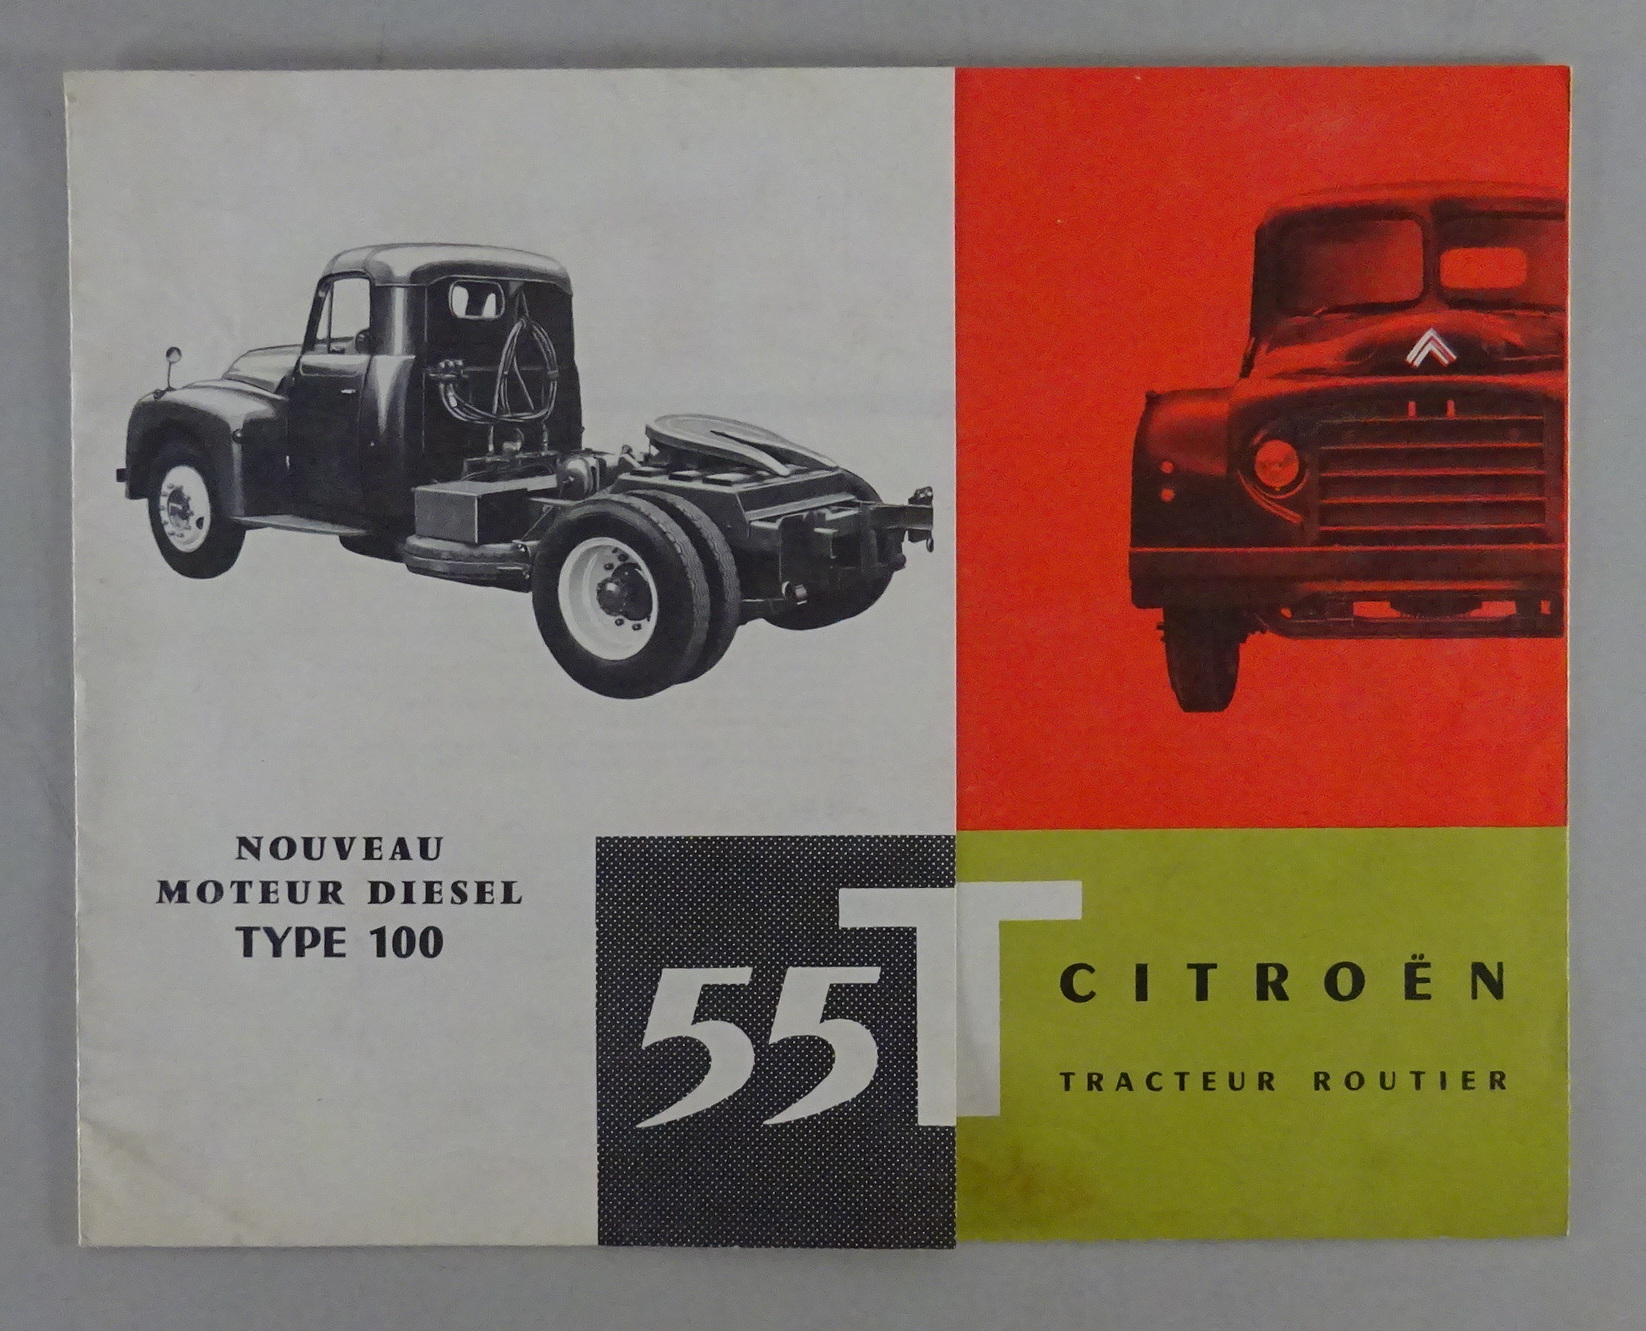 NOUVEAU
MOTEUR DIESEL
TYPE 100
55T
CITROËN
TRACTEUR ROUTIER